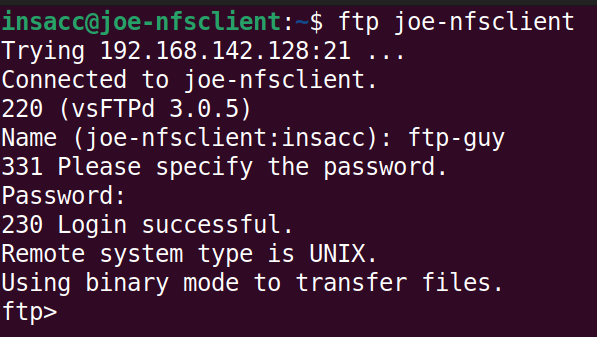 insacc@joe-nfsclient:~$ ftp joe-nfsclient
Trying 192.168.142.128:21 ...
Connected to joe-nfsclient.
220 (vsFTPd 3.0.5)
Name (joe-nfsclient:insacc): ftp-guy
331 Please specify the password.
Password:
230 Login successful.
Remote system type is UNIX.
Using binary mode to transfer files.
ftp>